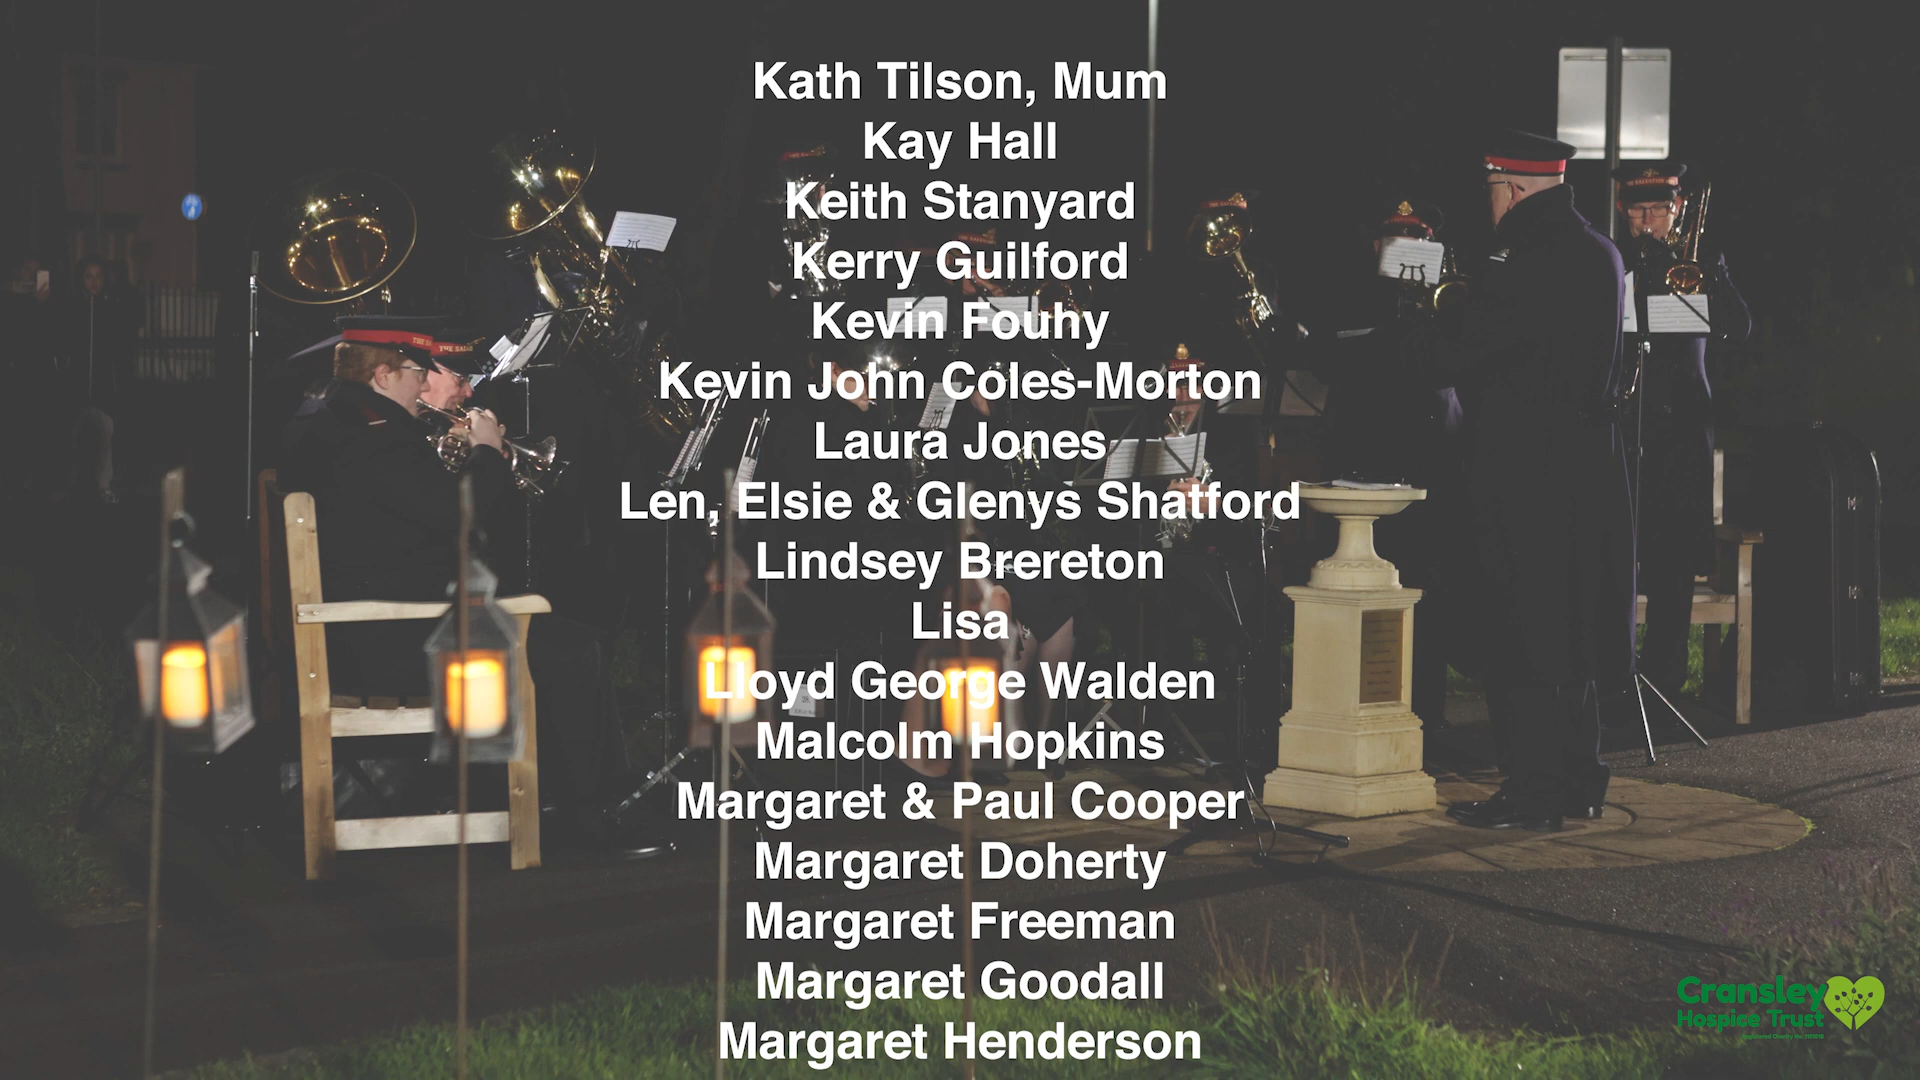 Kath Tilson, Mum
Kay Hall
Keith Stanyard
Kerry Guilford
Kevin Fouhy
Kevin John Coles-Morton
Laura Jones
Len, Elsie & Glenys Shatford
Lindsey Brereton
Lisa
Lloyd George Walden
Malcolm Hopkins
Margaret & Paul Cooper
Margaret Doherty
Margaret Freeman
Margaret Goodall
Margaret Henderson
Cransley
Hospice Trust